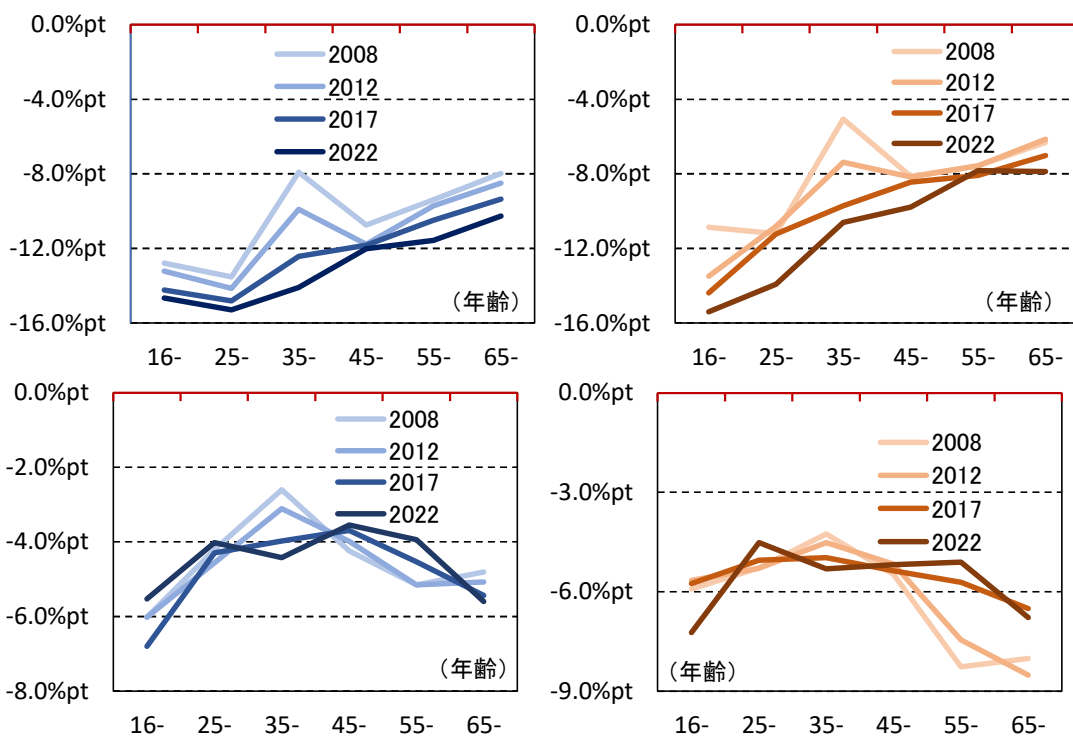 0.0%pt
-4.0%pt
-8.0%pt
-12.0%pt
-16.0%pt
2008
2012
2017
2022
（年齢）
16- 25- 35- 45- 55- 65-
0.0%pt
-4.0%pt
-8.0%pt
-12.0%pt
-16.0%pt
2008
2012
2017
2022
（年齢）
16- 25- 35- 45- 55- 65-
0.0%pt
-2.0%pt
-4.0%pt
-6.0%pt
-8.0%pt
2008
2012
2017
2022
（年齢）
16- 25- 35- 45- 55- 65-
0.0%pt
-3.0%pt
-6.0%pt
-9.0%pt
2008
2012
2017
2022
（年齢）
16- 25- 35- 45- 55- 65-